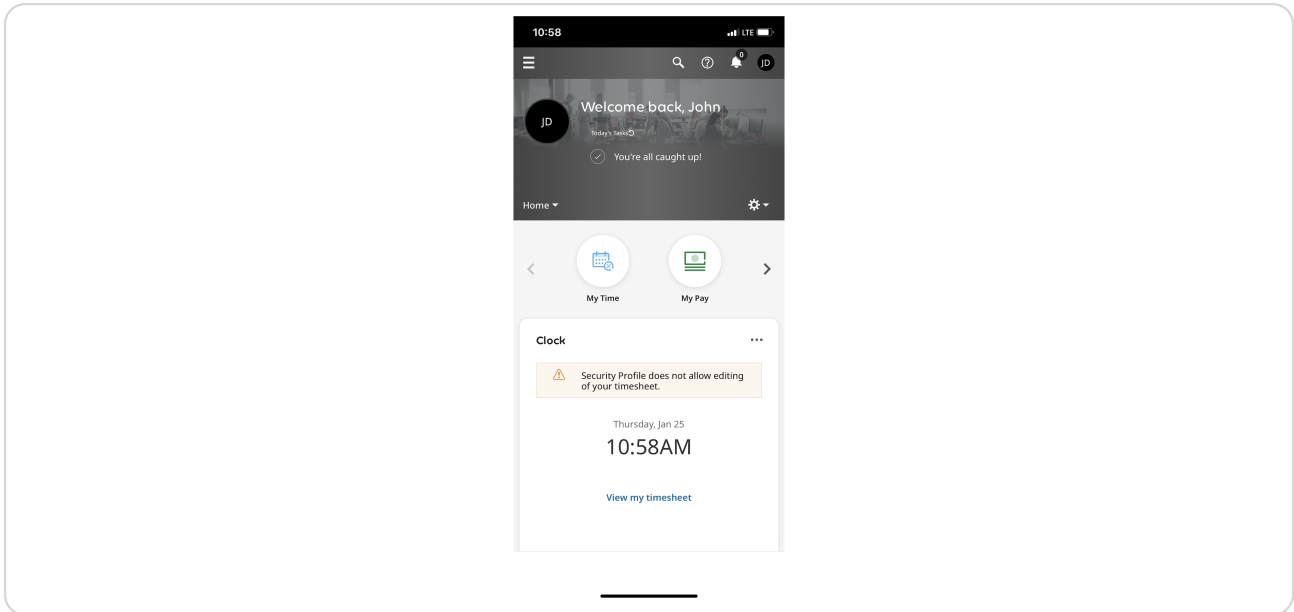 10:58
LTE
0
JD
JD
Welcome back, John
Today's Tasks
You're all caught up!
Home
My Time
My Pay
Clock
Security Profile does not allow editing
of your timesheet.
Thursday, Jan 25
10:58AM
View my timesheet